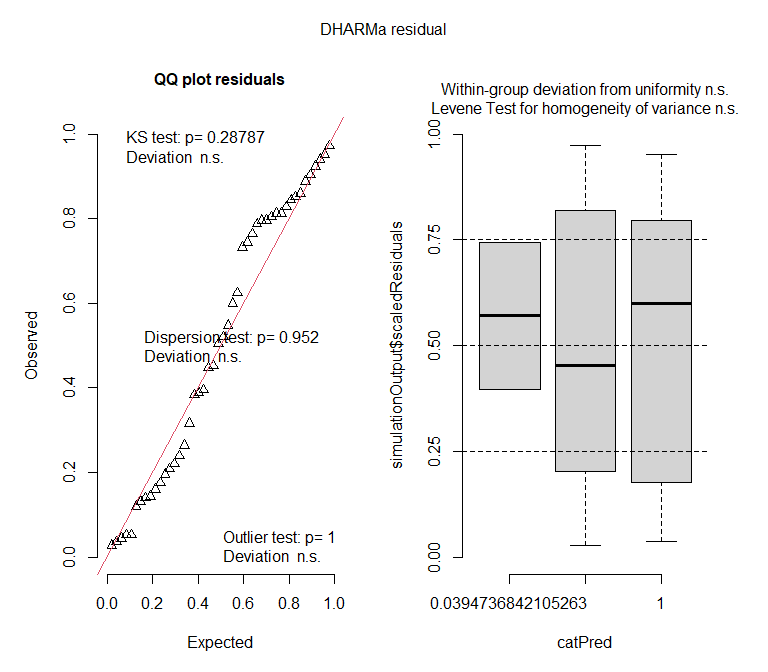 DHARMa residual
QQ plot residuals
KS test: p= 0.28787
Deviation n.s.
Dispersion test: p= 0.952
Deviation n.s.
Outlier test: p= 1
Deviation n.s.
Observed
0.0
0.2
0.4
0.6
0.8
1.0
0.0
0.2
0.4
0.6
0.8
1.0
Expected
Within-group deviation from uniformity n.s.
Levene Test for homogeneity of variance n.s.
simulationOutput$scaledResiduals
0.00
0.25
0.50
0.75
1.00
0.0394736842105263
1
catPred